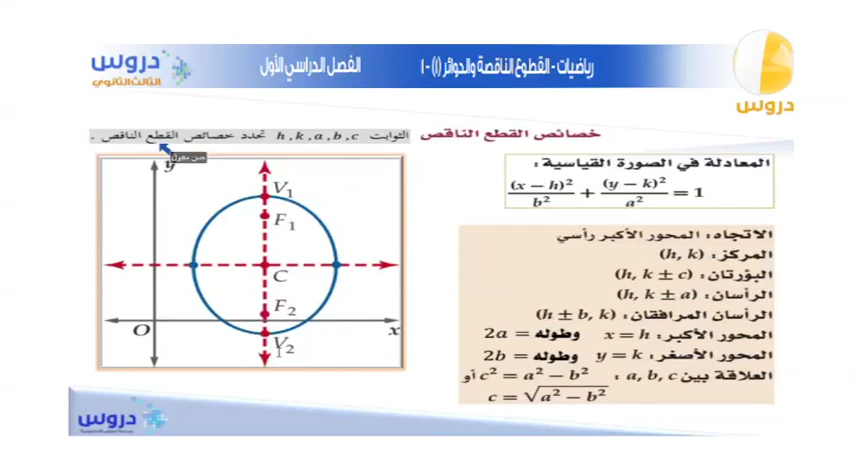 دروس
الثالث الثانوي
الفصل الدراسي الأول
رياضيات - القطوع الناقصة والدوائر (١) - ١
دروس
خصائص القطع الناقص
الثوابت h, k, a, b, c تحدد خصائص القطع الناقص .
y
V₁
F₁
C
F₂
O
x
V₂
المعادلة في الصورة القياسية :
(x − h)²/b² + (y − k)²/a² = 1
الاتجاه: المحور الأكبر رأسي
المركز: (h, k)
البؤرتان: (h, k ± c)
الرأسان: (h, k ± a)
الرأسان المرافقان: (h ± b, k)
المحور الأكبر: x = h وطوله = 2a
المحور الأصغر: y = k وطوله = 2b
العلاقة بين a, b, c : c² = a² − b² أو
c = √(a² − b²)
دروس